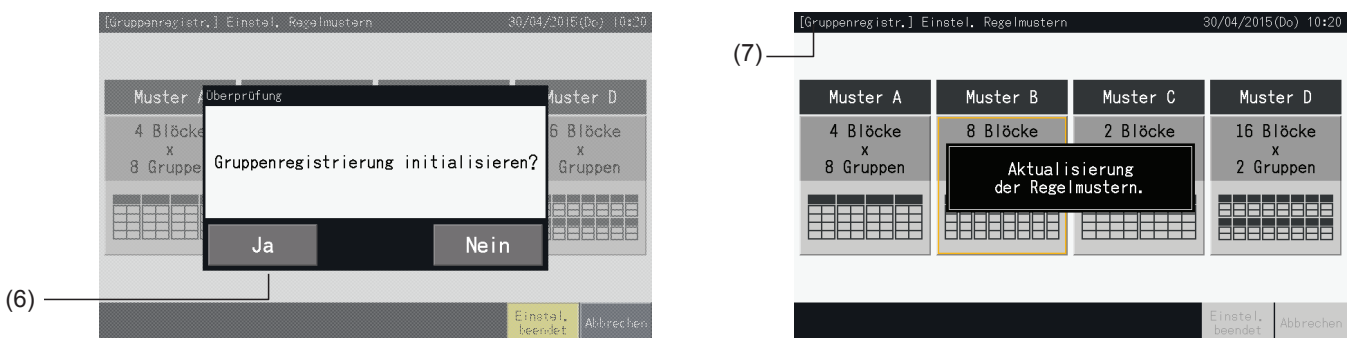 [Gruppenregistr.] Einstel. Regelmustern 30/04/2015(Do) 10:20
Muster A Muster D
Überprüfung
4 Blöcke 6 Blöcke
x x
8 Gruppe Gruppen
Gruppenregistrierung initialisieren?
Ja Nein
(6)
Einstel. beendet Abbrechen
[Gruppenregistr.] Einstel. Regelmustern 30/04/2015(Do) 10:20
(7)
Muster A Muster B Muster C Muster D
4 Blöcke 8 Blöcke 2 Blöcke 16 Blöcke
x x
8 Gruppen 2 Gruppen
Aktualisierung
der Regelmustern.
Einstel. beendet Abbrechen